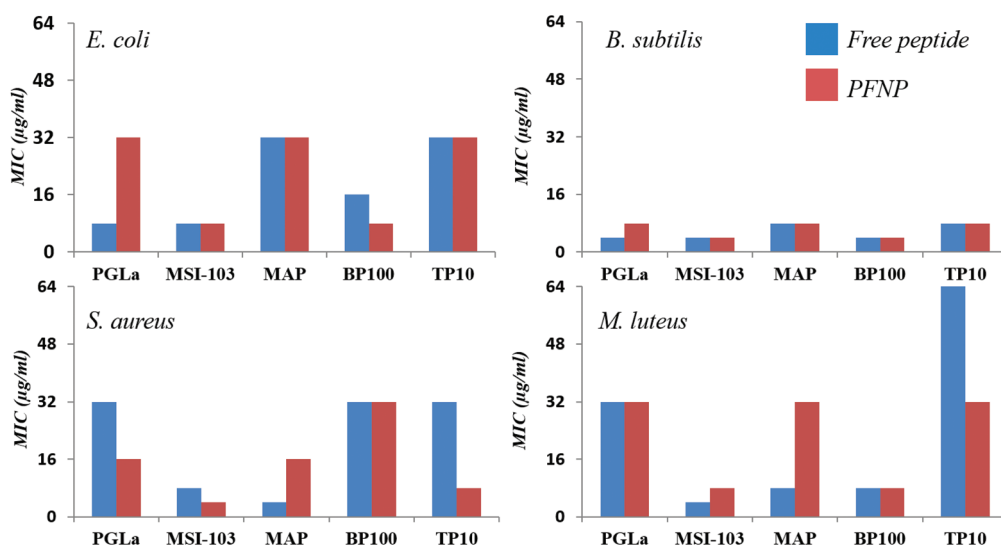 E. coli
MIC (µg/ml)
64
48
32
16
0
PGLa MSI-103 MAP BP100 TP10
B. subtilis
Free peptide
PFNP
MIC (µg/ml)
64
48
32
16
0
PGLa MSI-103 MAP BP100 TP10
S. aureus
MIC (µg/ml)
64
48
32
16
0
PGLa MSI-103 MAP BP100 TP10
M. luteus
MIC (µg/ml)
64
48
32
16
0
PGLa MSI-103 MAP BP100 TP10